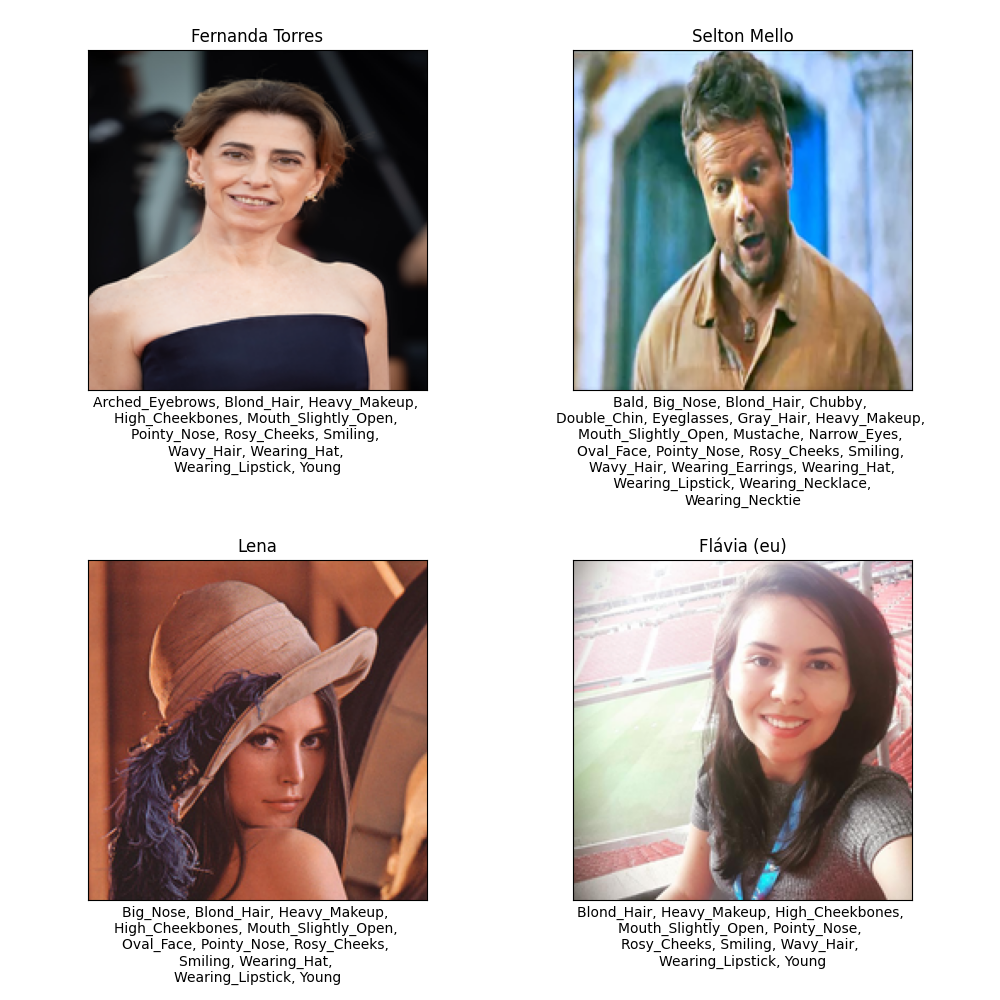 Fernanda Torres
Arched_Eyebrows, Blond_Hair, Heavy_Makeup,
High_Cheekbones, Mouth_Slightly_Open,
Pointy_Nose, Rosy_Cheeks, Smiling,
Wavy_Hair, Wearing_Hat,
Wearing_Lipstick, Young
Selton Mello
Bald, Big_Nose, Blond_Hair, Chubby,
Double_Chin, Eyeglasses, Gray_Hair, Heavy_Makeup,
Mouth_Slightly_Open, Mustache, Narrow_Eyes,
Oval_Face, Pointy_Nose, Rosy_Cheeks, Smiling,
Wavy_Hair, Wearing_Earrings, Wearing_Hat,
Wearing_Lipstick, Wearing_Necklace,
Wearing_Necktie
Lena
Big_Nose, Blond_Hair, Heavy_Makeup,
High_Cheekbones, Mouth_Slightly_Open,
Oval_Face, Pointy_Nose, Rosy_Cheeks,
Smiling, Wearing_Hat,
Wearing_Lipstick, Young
Flávia (eu)
Blond_Hair, Heavy_Makeup, High_Cheekbones,
Mouth_Slightly_Open, Pointy_Nose,
Rosy_Cheeks, Smiling, Wavy_Hair,
Wearing_Lipstick, Young